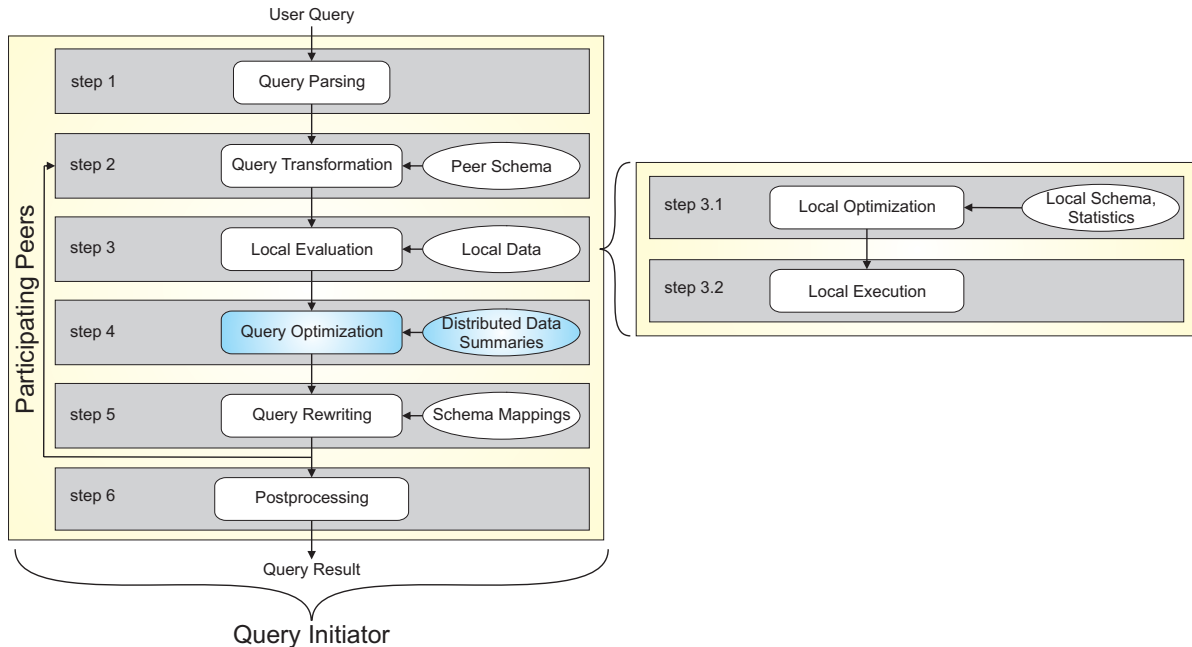 User Query
step 1
Query Parsing
step 2
Query Transformation
Peer Schema
step 3
Local Evaluation
Local Data
step 4
Query Optimization
Distributed Data
Summaries
step 5
Query Rewriting
Schema Mappings
step 6
Postprocessing
Participating Peers
Query Result
Query Initiator
step 3.1
Local Optimization
Local Schema,
Statistics
step 3.2
Local Execution